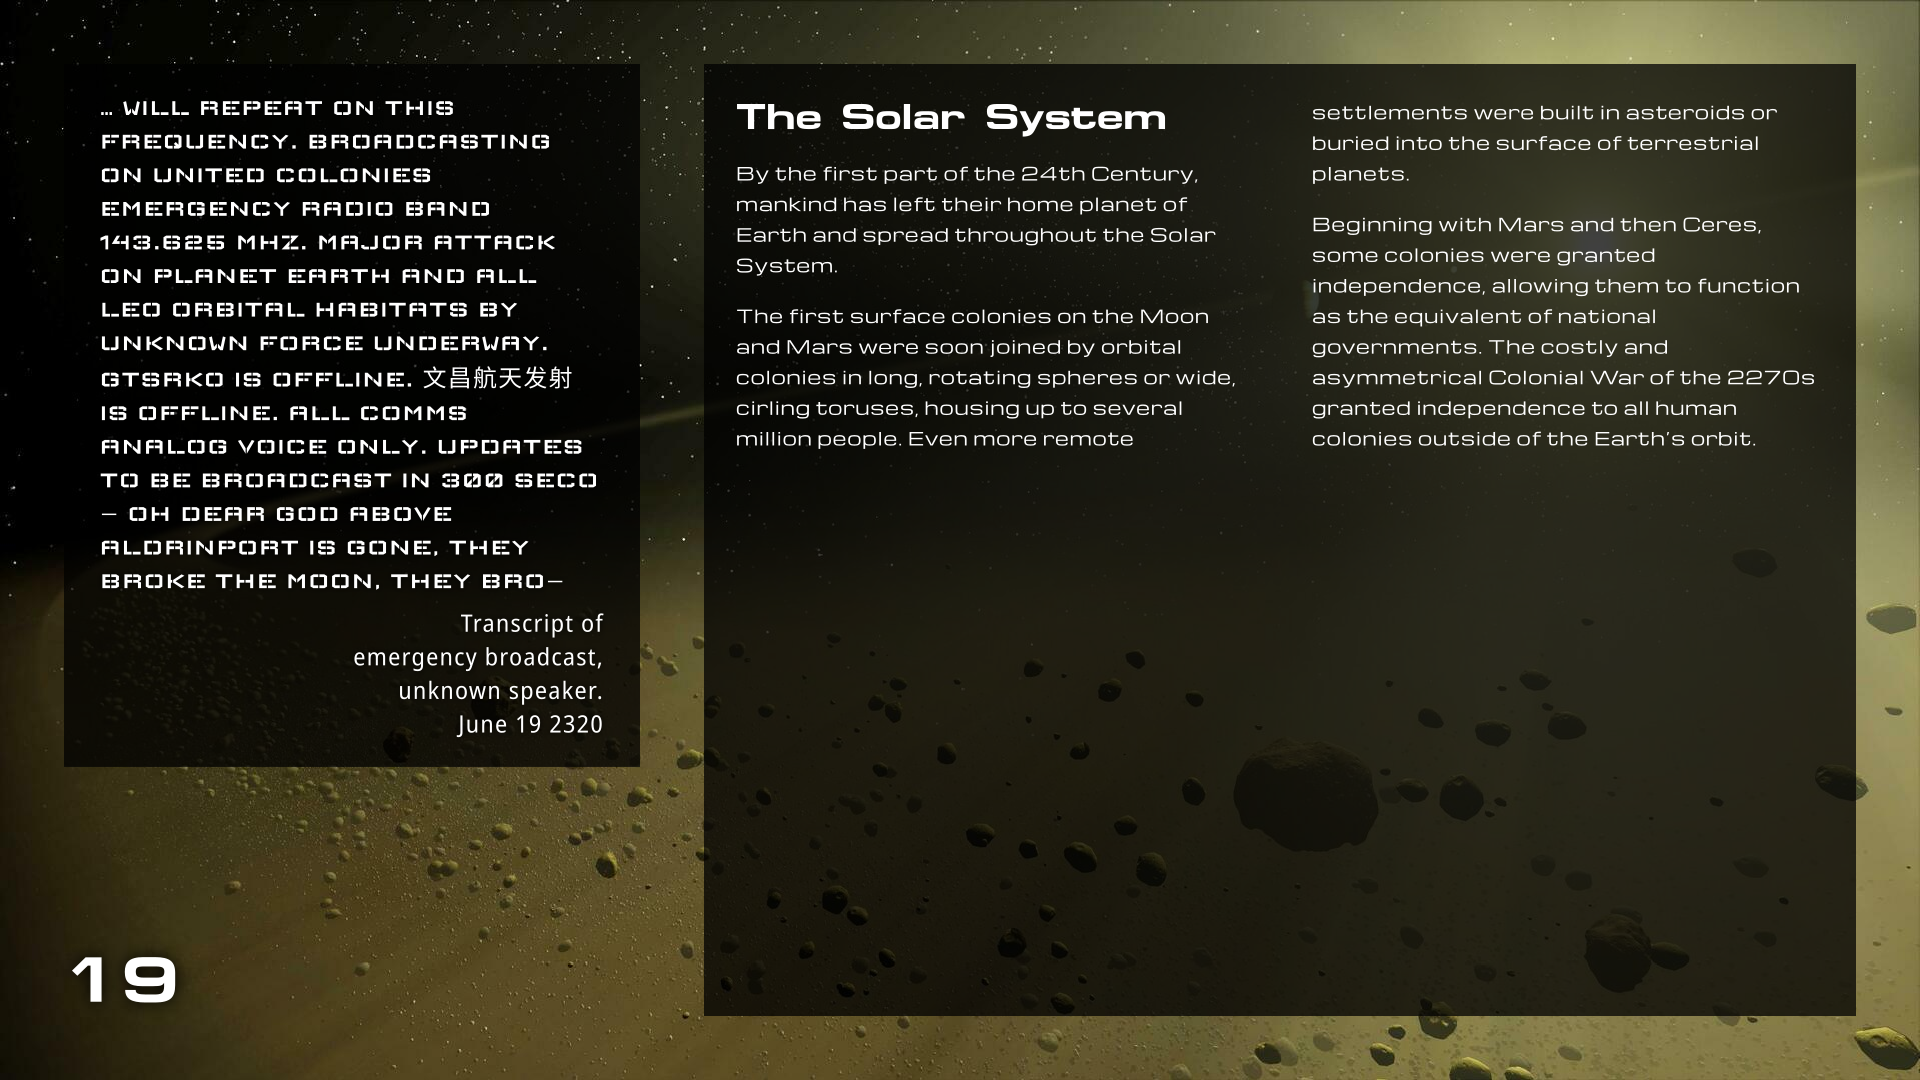 … WILL REPEAT ON THIS
FREQUENCY. BROADCASTING
ON UNITED COLONIES
EMERGENCY RADIO BAND
143.625 MHZ. MAJOR ATTACK
ON PLANET EARTH AND ALL
LEO ORBITAL HABITATS BY
UNKNOWN FORCE UNDERWAY.
GTSRKO IS OFFLINE. 文昌航天发射
IS OFFLINE. ALL COMMS
ANALOG VOICE ONLY. UPDATES
TO BE BROADCAST IN 300 SECO
– OH DEAR GOD ABOVE
ALDRINPORT IS GONE, THEY
BROKE THE MOON, THEY BRO–
Transcript of
emergency broadcast,
unknown speaker.
June 19 2320
19
The Solar System
By the first part of the 24th Century,
mankind has left their home planet of
Earth and spread throughout the Solar
System.
The first surface colonies on the Moon
and Mars were soon joined by orbital
colonies in long, rotating spheres or wide,
cirling toruses, housing up to several
million people. Even more remote
settlements were built in asteroids or
buried into the surface of terrestrial
planets.
Beginning with Mars and then Ceres,
some colonies were granted
independence, allowing them to function
as the equivalent of national
governments. The costly and
asymmetrical Colonial War of the 2270s
granted independence to all human
colonies outside of the Earth's orbit.